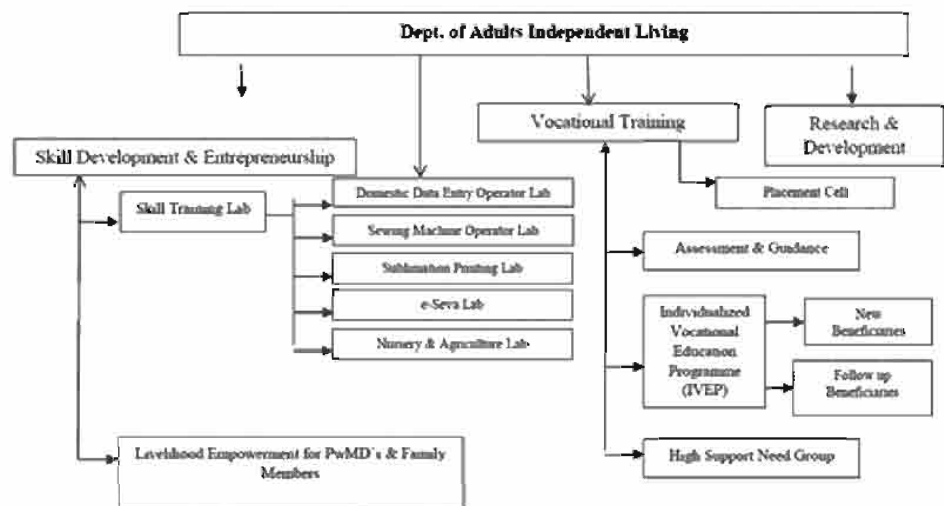 Dept. of Adults Independent Living
Vocational Training
Research &
Development
Skill Development & Entrepreneurship
Skill Training Lab
Domestic Data Entry Operator Lab
Sewing Machine Operator Lab
Sublimation Printing Lab
e-Seva Lab
Nursery & Agriculture Lab
Placement Cell
Assessment & Guidance
Individualized
Vocational
Education
Programme
(IVEP)
New
Beneficiaries
Follow up
Beneficiaries
High Support Need Group
Livelihood Empowerment for PwMD's & Family
Members